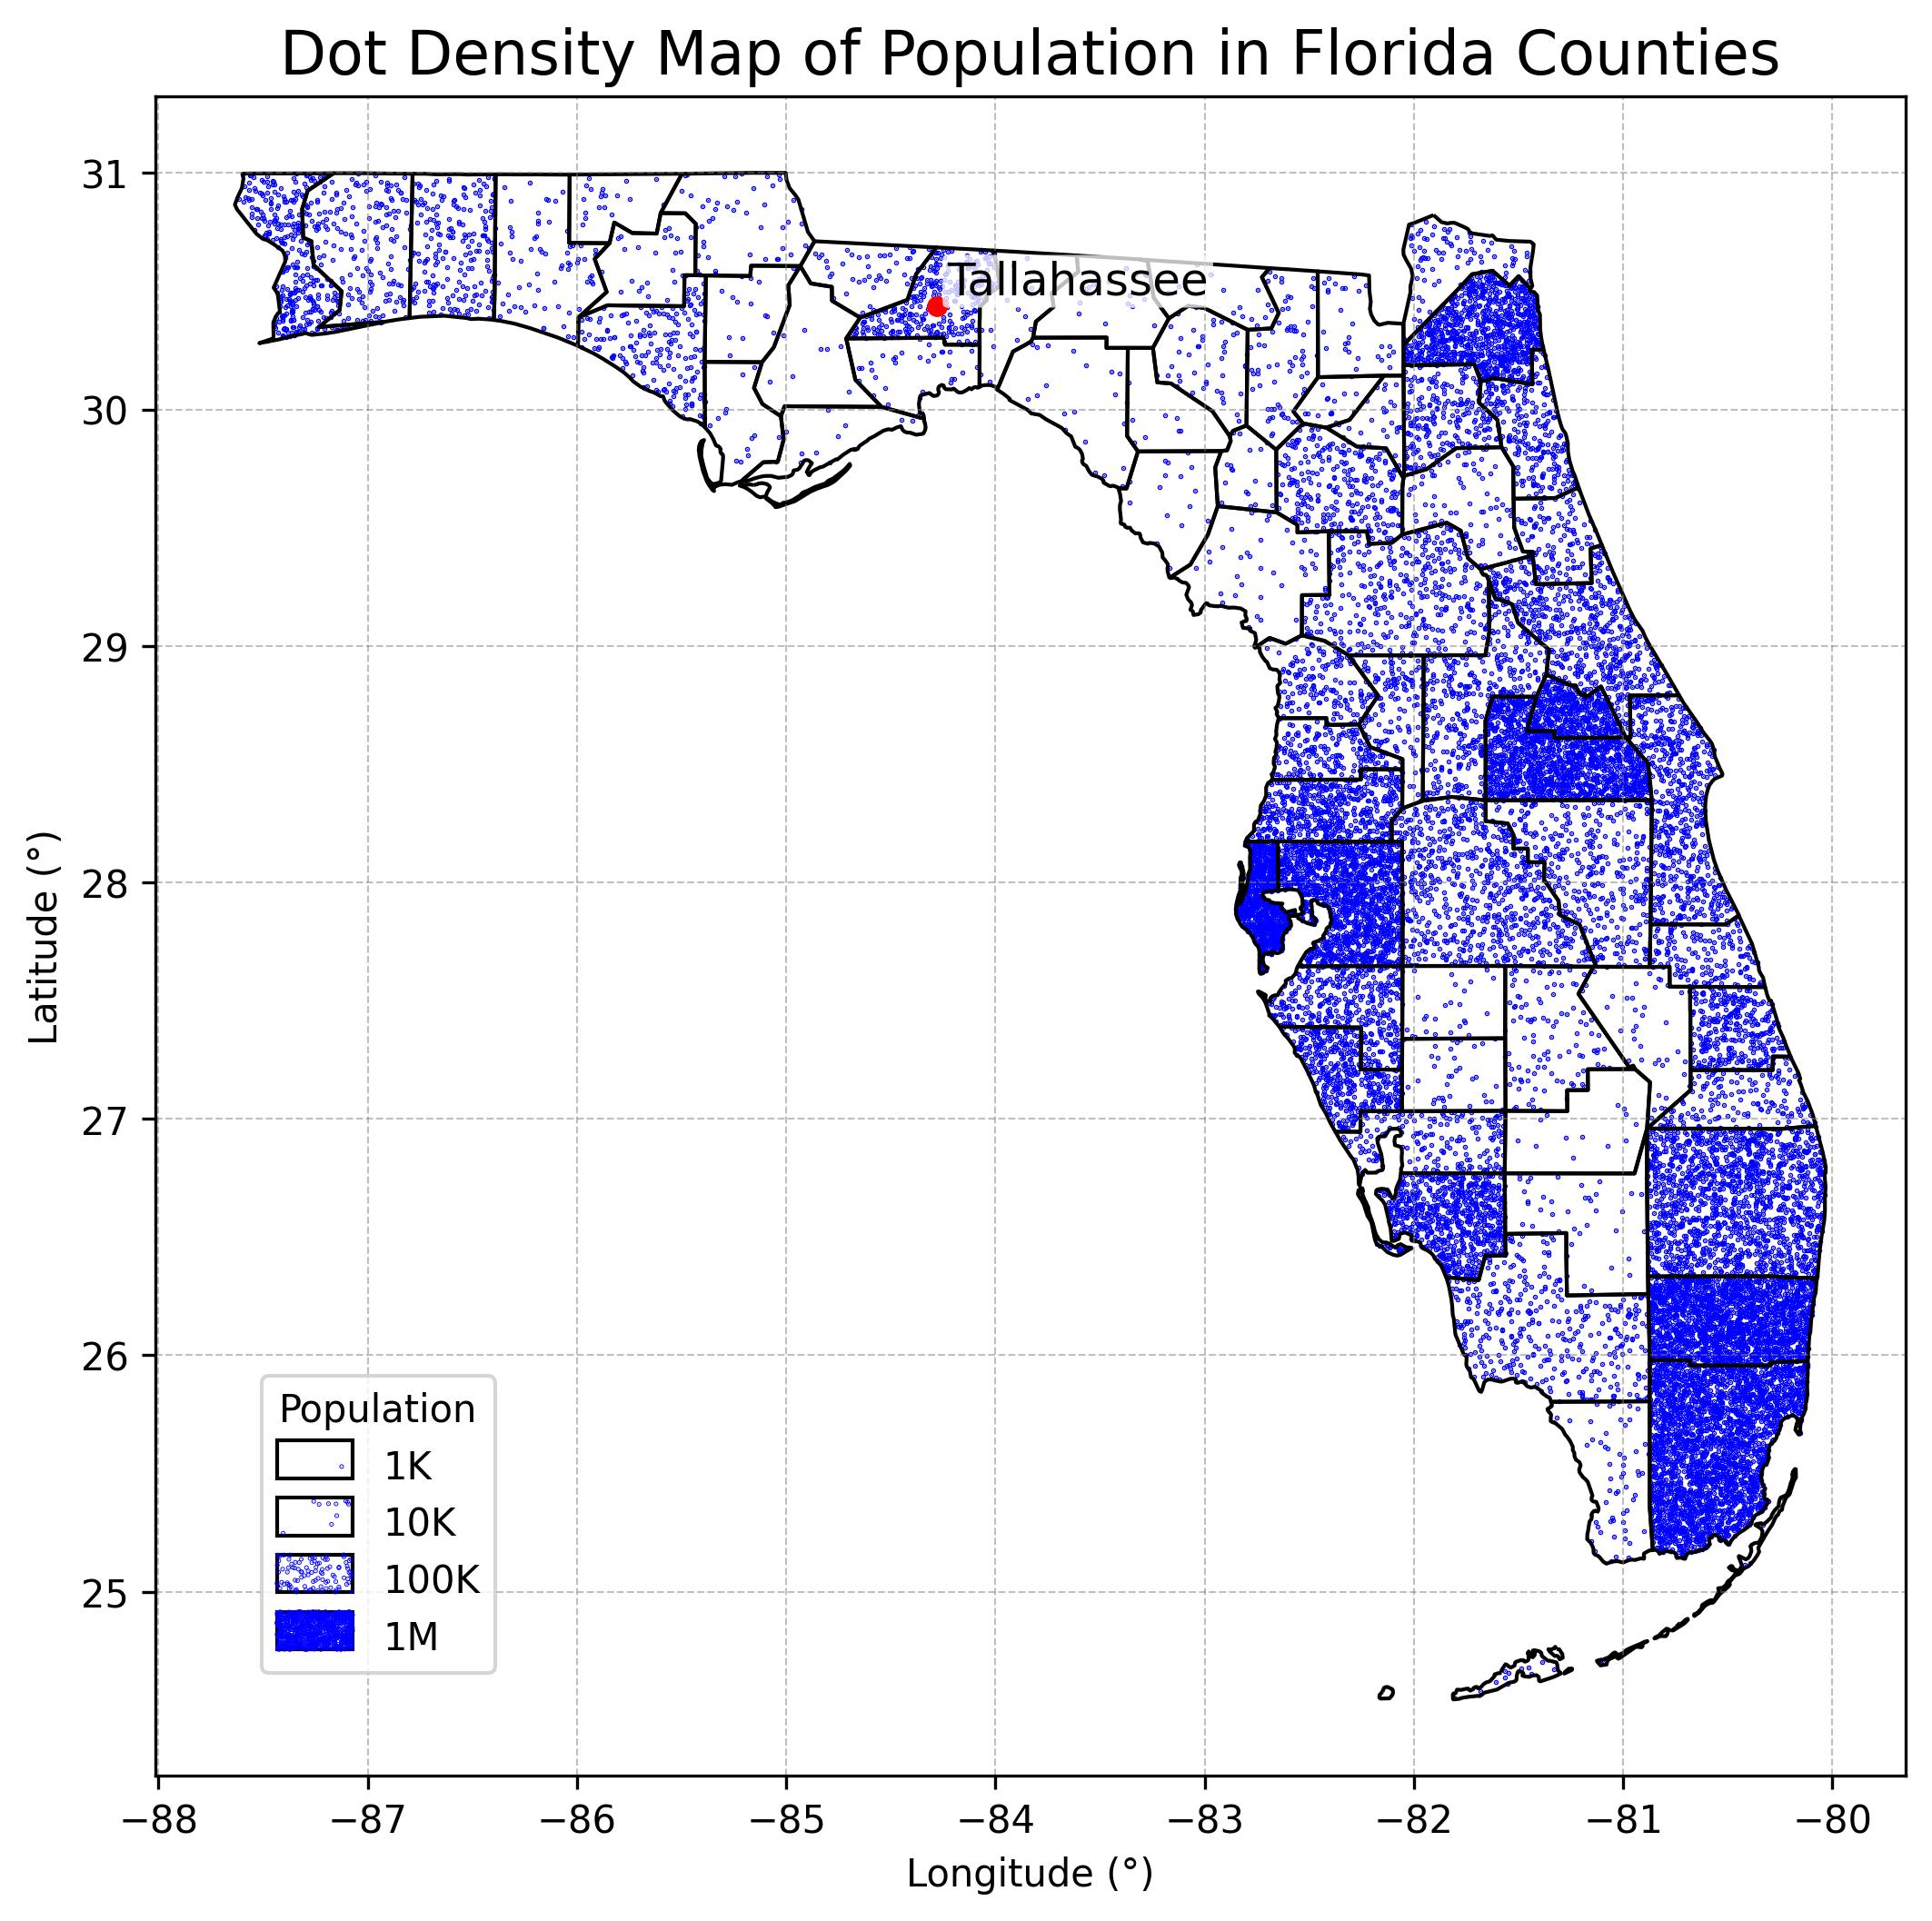 Dot Density Map of Population in Florida Counties
31
Tallahassee
30
29
28
27
26
25
Latitude (°)
Population
1K
10K
100K
1M
−88 −87 −86 −85 −84 −83 −82 −81 −80
Longitude (°)